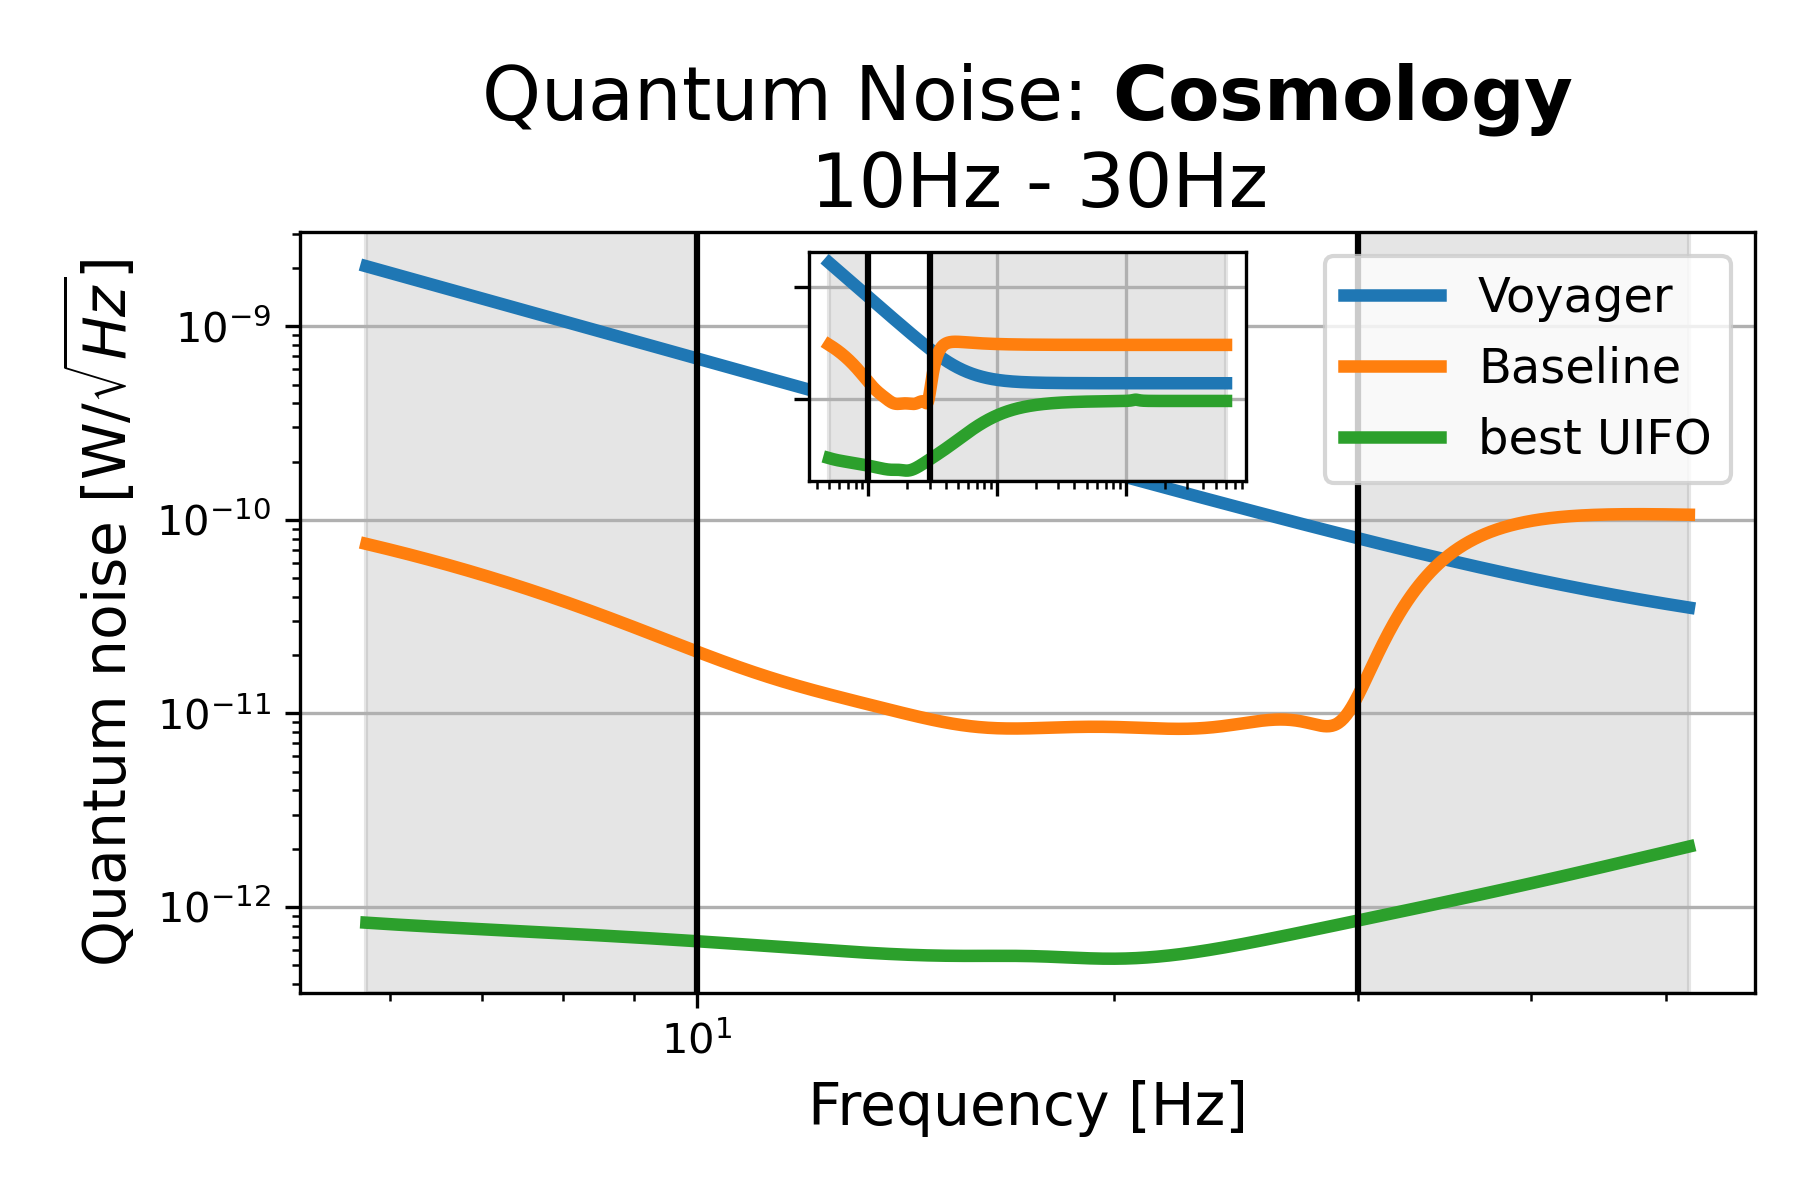 Quantum Noise: Cosmology
10Hz - 30Hz
Quantum noise [W/√Hz]
10⁻⁹
10⁻¹⁰
10⁻¹¹
10⁻¹²
Voyager
Baseline
best UIFO
10¹
Frequency [Hz]